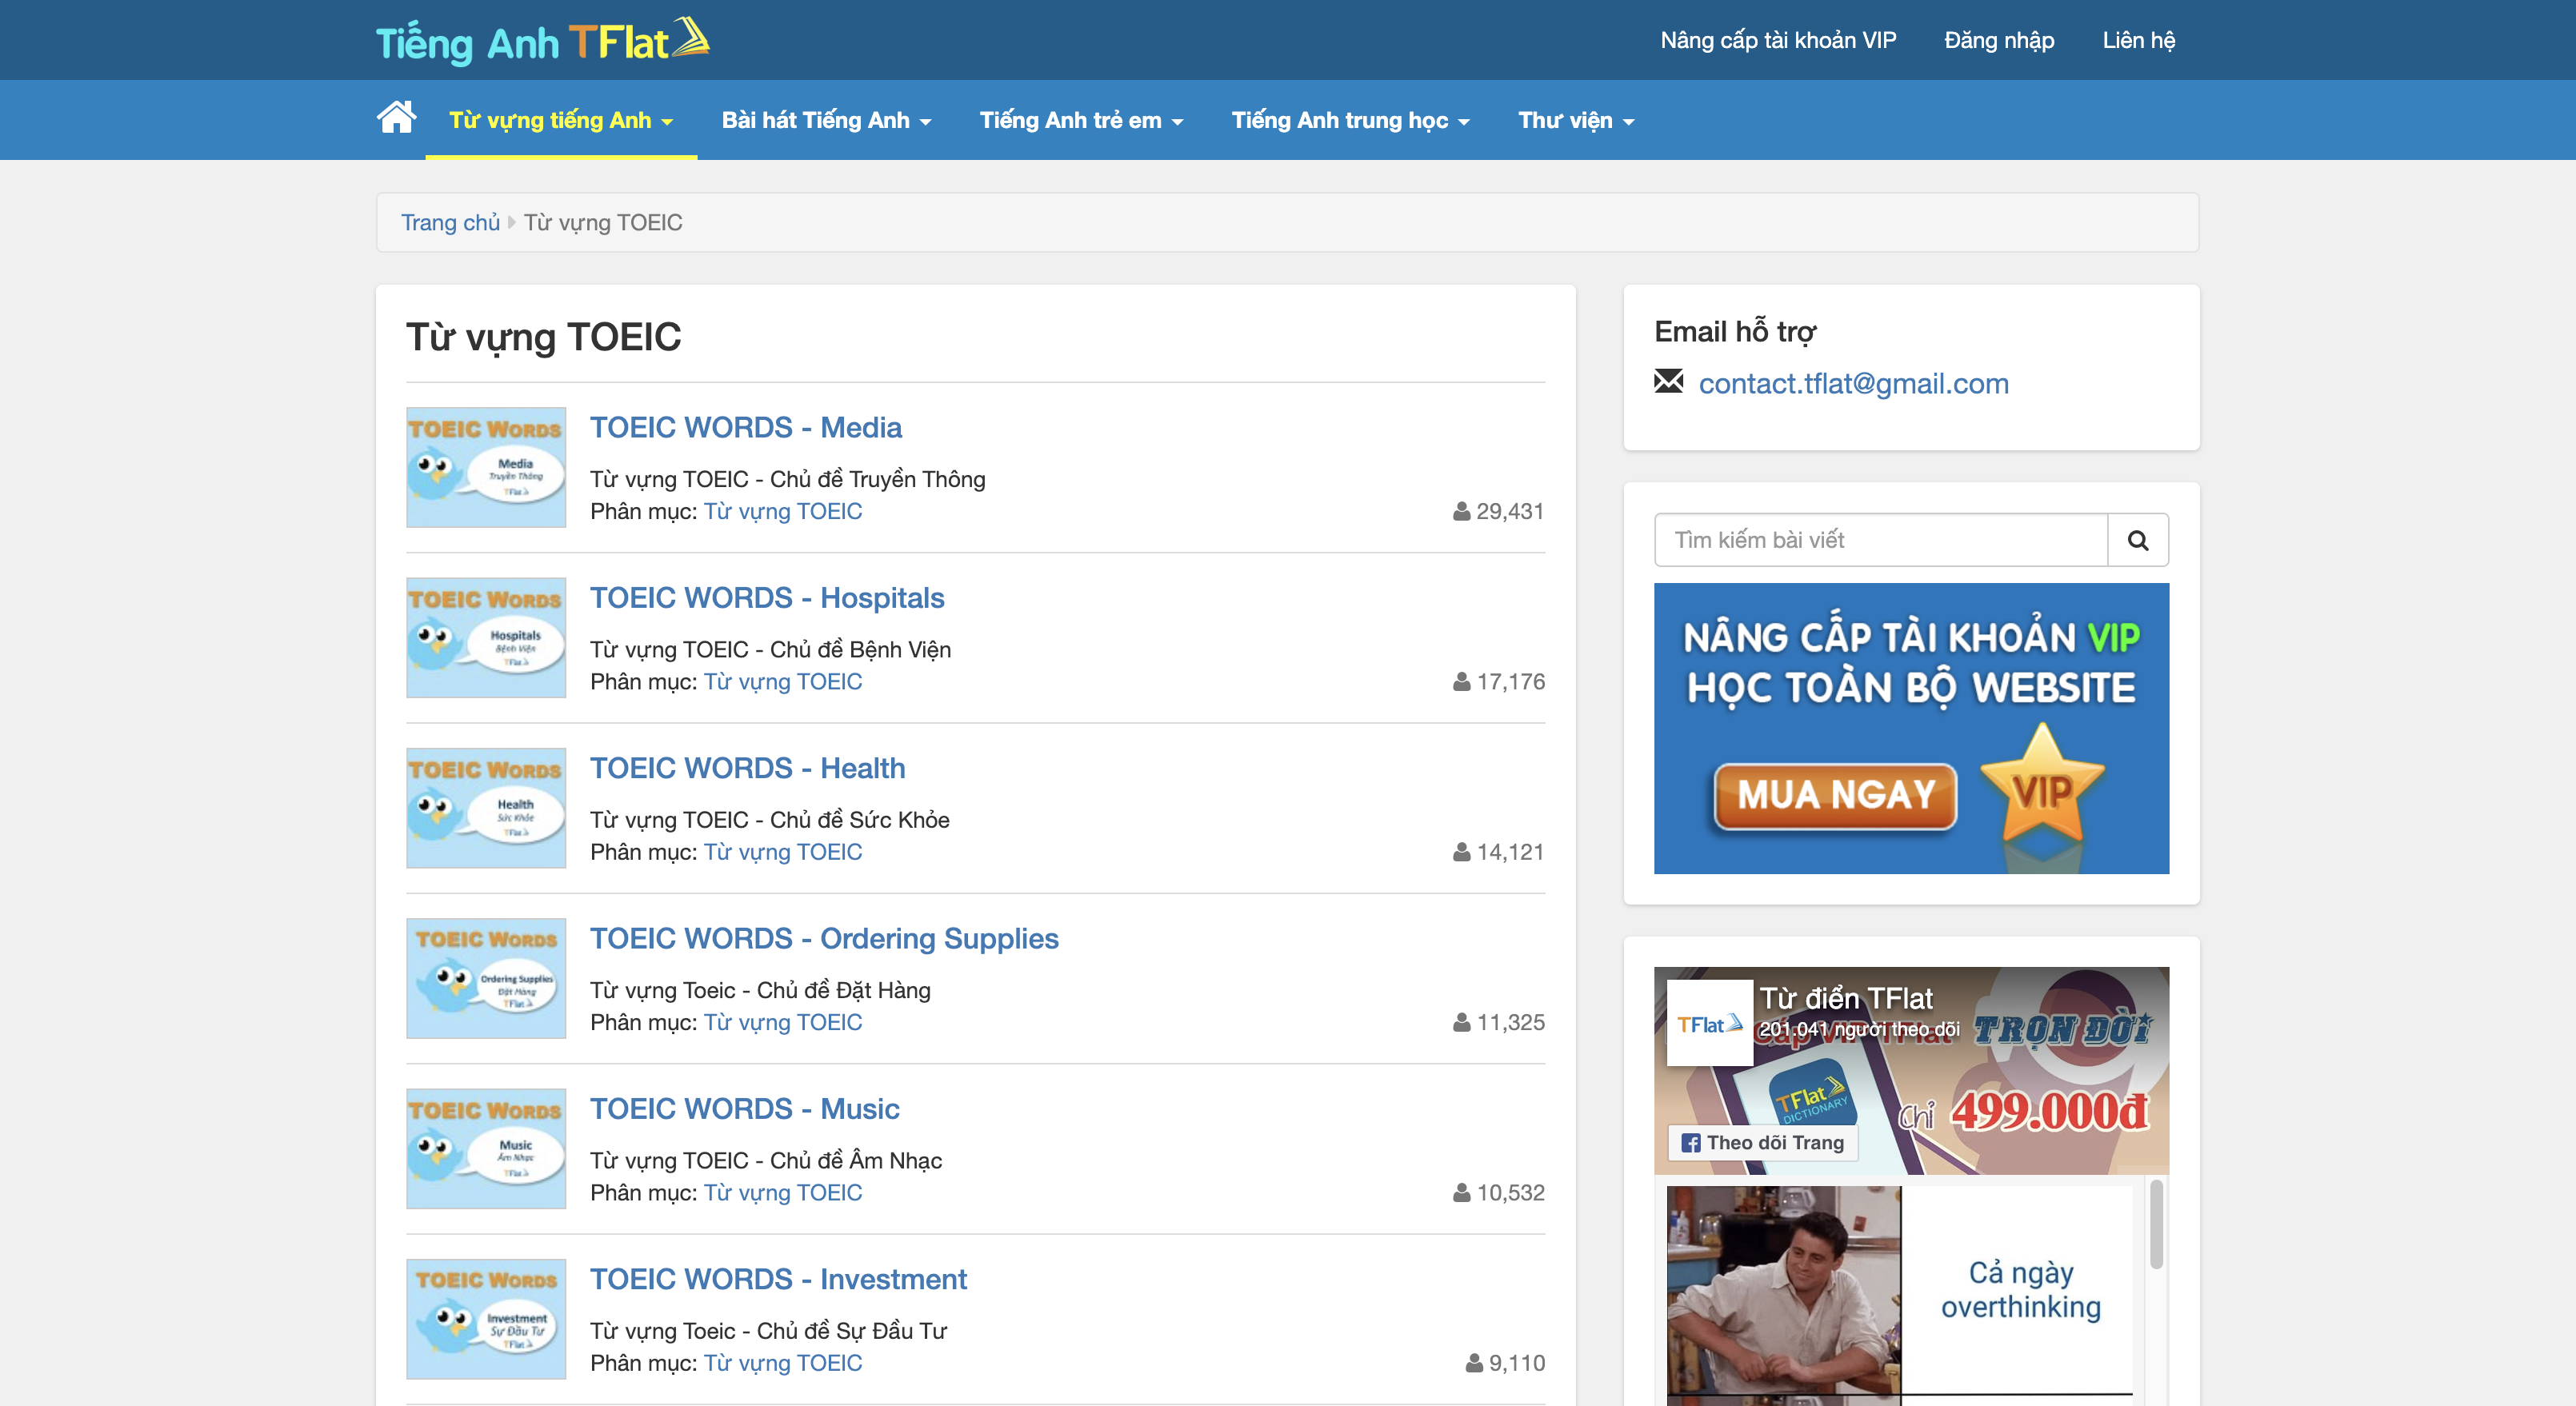 Tiếng Anh TFlat
Nâng cấp tài khoản VIP
Đăng nhập
Liên hệ
Từ vựng tiếng Anh
Bài hát Tiếng Anh
Tiếng Anh trẻ em
Tiếng Anh trung học
Thư viện
Trang chủ
Từ vựng TOEIC
Từ vựng TOEIC
TOEIC WORDS
Media
Truyền Thông
TFlat
TOEIC WORDS - Media
Từ vựng TOEIC - Chủ đề Truyền Thông
Phân mục: Từ vựng TOEIC
29,431
TOEIC WORDS
Hospitals
Bệnh Viện
TFlat
TOEIC WORDS - Hospitals
Từ vựng TOEIC - Chủ đề Bệnh Viện
Phân mục: Từ vựng TOEIC
17,176
TOEIC WORDS
Health
Sức Khỏe
TFlat
TOEIC WORDS - Health
Từ vựng TOEIC - Chủ đề Sức Khỏe
Phân mục: Từ vựng TOEIC
14,121
TOEIC WORDS
Ordering Supplies
Đặt Hàng
TFlat
TOEIC WORDS - Ordering Supplies
Từ vựng Toeic - Chủ đề Đặt Hàng
Phân mục: Từ vựng TOEIC
11,325
TOEIC WORDS
Music
Âm Nhạc
TFlat
TOEIC WORDS - Music
Từ vựng TOEIC - Chủ đề Âm Nhạc
Phân mục: Từ vựng TOEIC
10,532
TOEIC WORDS
Investment
Sự Đầu Tư
TFlat
TOEIC WORDS - Investment
Từ vựng Toeic - Chủ đề Sự Đầu Tư
Phân mục: Từ vựng TOEIC
9,110
Email hỗ trợ
contact.tflat@gmail.com
Tìm kiếm bài viết
NÂNG CẤP TÀI KHOẢN VIP
HỌC TOÀN BỘ WEBSITE
MUA NGAY
VIP
TFlat
Từ điển TFlat
201.041 người theo dõi
Cấp VIP TFlat TRỌN ĐỜI
TFlat
DICTIONARY
Chỉ 499.000đ
Theo dõi Trang
Cả ngày
overthinking